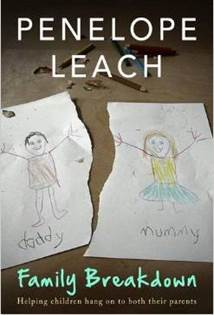 PENELOPE
LEACH
daddy
mummy
Family Breakdown
Helping children hang on to both their parents